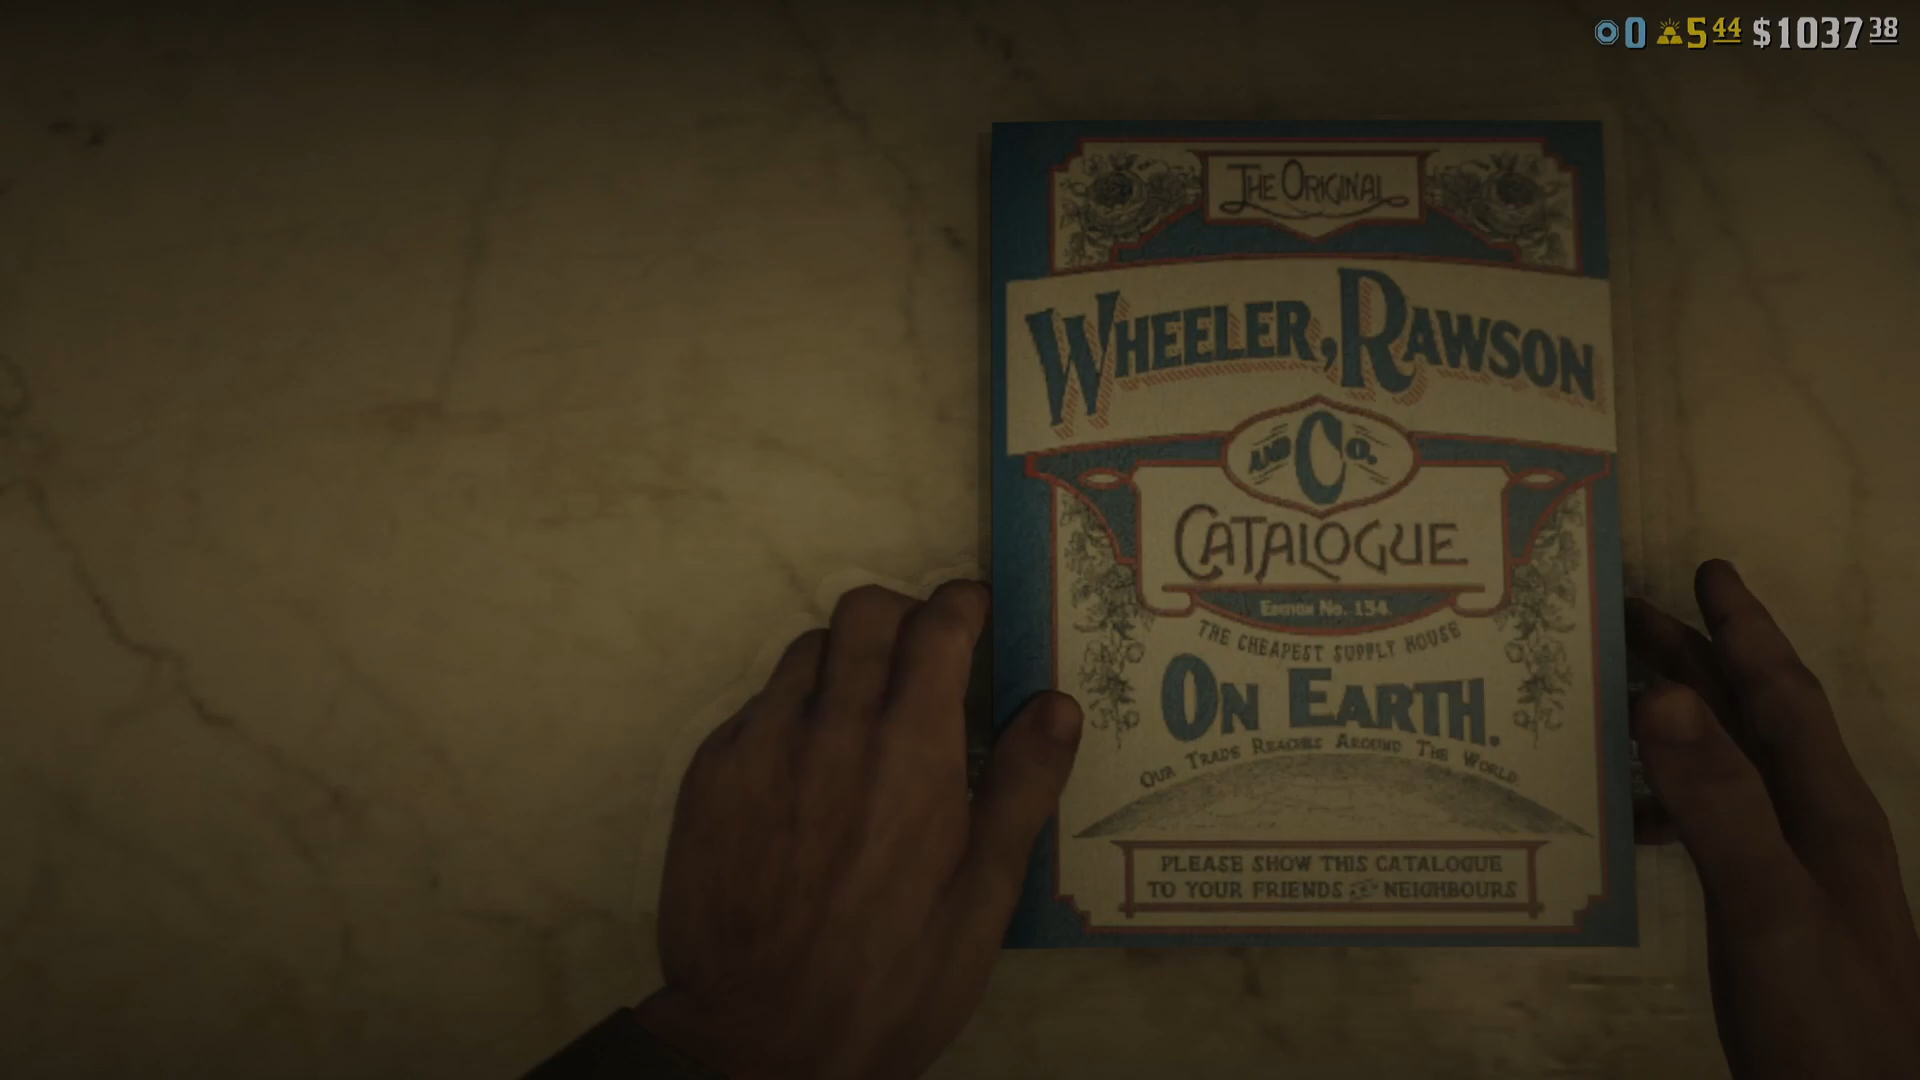 0 5 44 $1037 38
THE ORIGINAL
WHEELER, RAWSON
AND CO.
CATALOGUE
EDITION No. 134
THE CHEAPEST SUPPLY HOUSE
ON EARTH.
OUR TRADE REACHES AROUND THE WORLD
PLEASE SHOW THIS CATALOGUE
TO YOUR FRIENDS & NEIGHBOURS